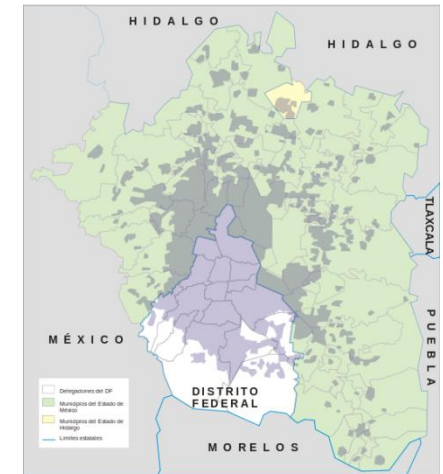 HIDALGO
HIDALGO
TLAXCALA
PUEBLA
MÉXICO
DISTRITO
FEDERAL
MORELOS
Delegaciones del DF
Municipios del Estado de
México
Municipios del Estado de
Hidalgo
Límites estatales